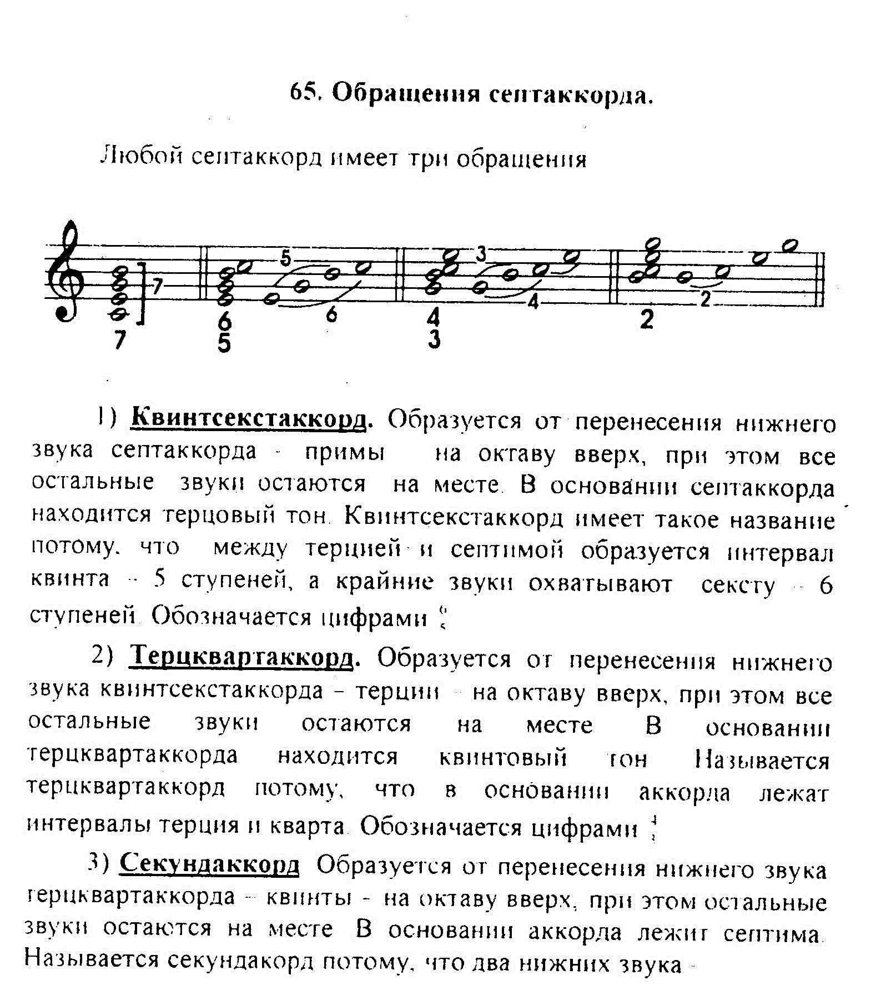 65. Обращения септаккорда.
Любой септаккорд имеет три обращения
7
5
6
3
4
2
7
6
5
4
3
2
1) Квинтсекстаккорд. Образуется от перенесения нижнего
звука септаккорда - примы на октаву вверх, при этом все
остальные звуки остаются на месте. В основании септаккорда
находится терцовый тон. Квинтсекстаккорд имеет такое название
потому, что между терцией и септимой образуется интервал
квинта - 5 ступеней, а крайние звуки охватывают сексту - 6
ступеней. Обозначается цифрами
2) Терцквартаккорд. Образуется от перенесения нижнего
звука квинтсекстаккорда – терции - на октаву вверх, при этом все
остальные звуки остаются на месте В основании
терцквартаккорда находится квинтовый тон Называется
терцквартаккорд потому, что в основании аккорда лежат
интервалы терция и кварта. Обозначается цифрами
3) Секундаккорд Образуется от перенесения нижнего звука
терцквартаккорда - квинты - на октаву вверх, при этом остальные
звуки остаются на месте В основании аккорда лежит септима.
Называется секундакорд потому, что два нижних звука -